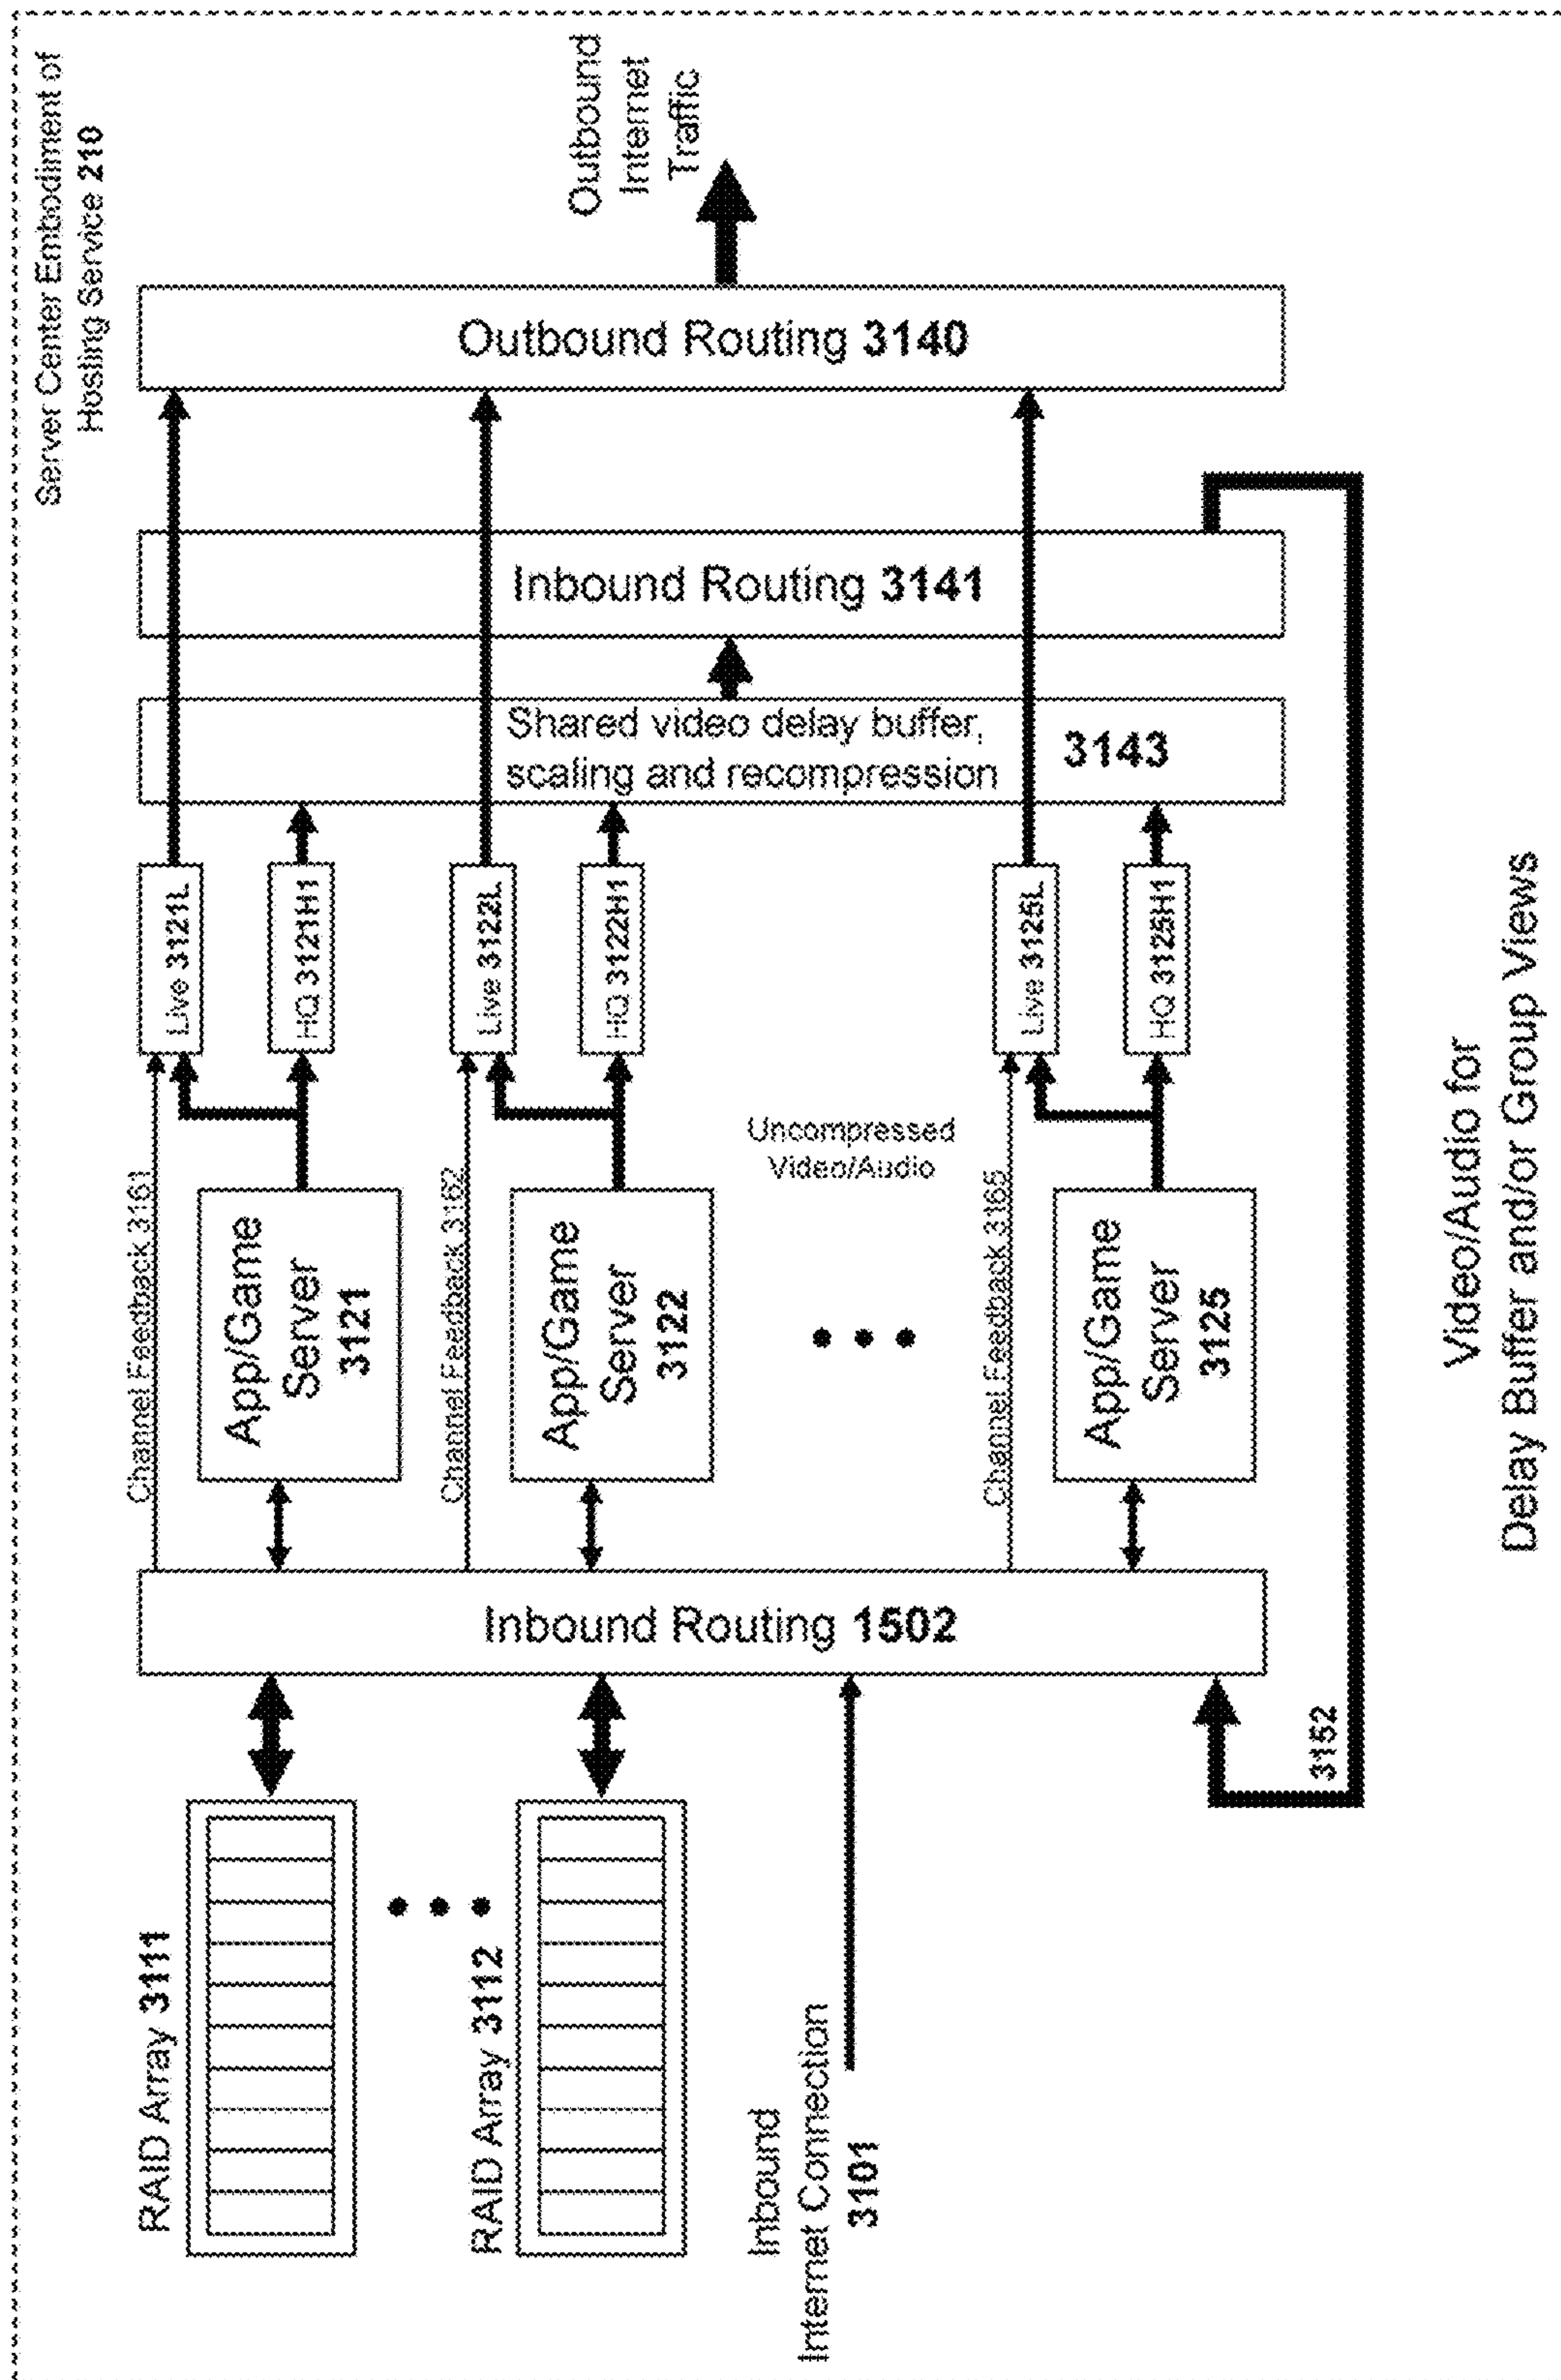 Server Center Embodiment of
Hosting Service 210
RAID Array 3111
RAID Array 3112
Inbound
Internet Connection
3101
Inbound Routing 1502
3152
Channel Feedback 3161
App/Game
Server
3121
Channel Feedback 3162
App/Game
Server
3122
Uncompressed
Video/Audio
Channel Feedback 3165
App/Game
Server
3125
Live 3121L
HQ 3121H1
Live 3122L
HQ 3122H1
Live 3125L
HQ 3125H1
Shared video delay buffer,
scaling and recompression
3143
Inbound Routing 3141
Outbound Routing 3140
Outbound
Internet
Traffic
Video/Audio for
Delay Buffer and/or Group Views